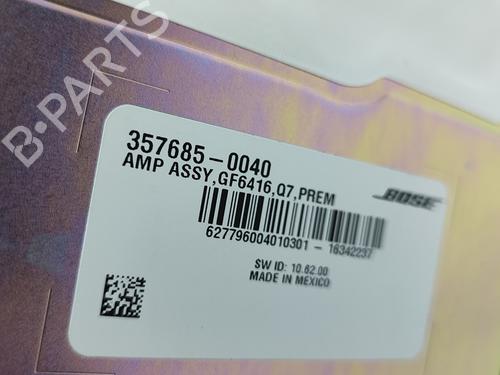 B-PARTS
357685-0040
AMP ASSY,GF6416,Q7,PREM
BOSE
627796004010301 - 16342237
SW ID: 10.62.00
MADE IN MEXICO